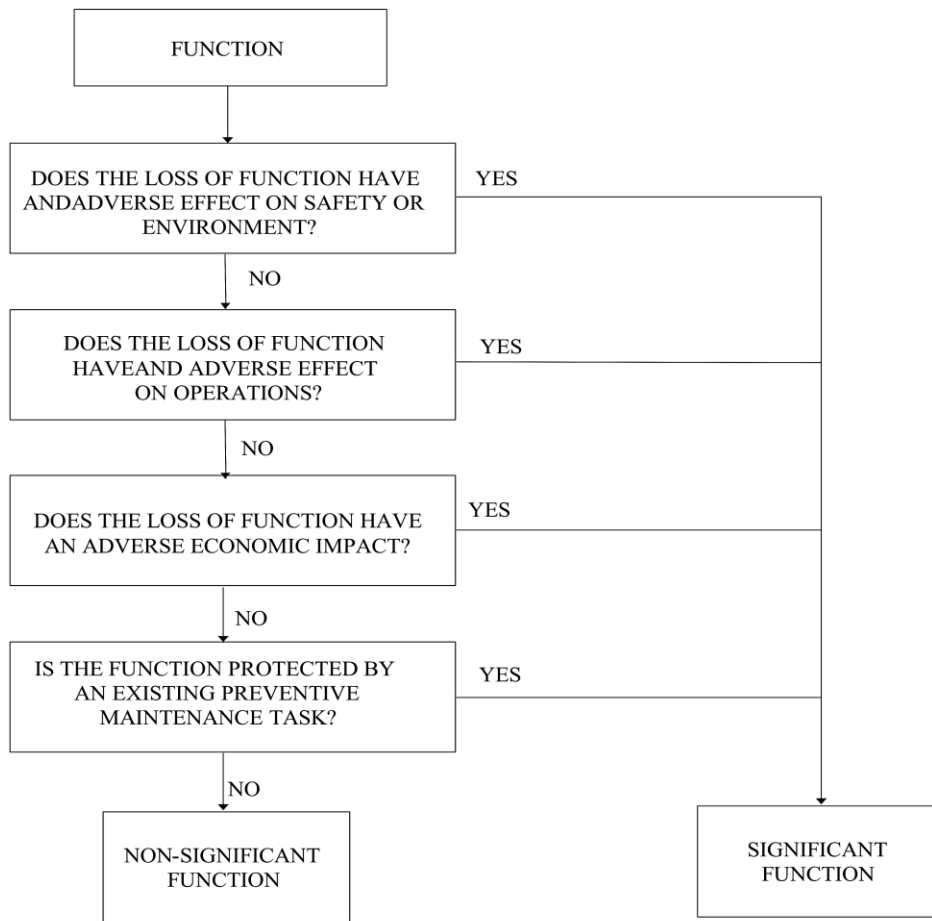 FUNCTION
DOES THE LOSS OF FUNCTION HAVE
ANDADVERSE EFFECT ON SAFETY OR
ENVIRONMENT?
YES
NO
DOES THE LOSS OF FUNCTION
HAVEAND ADVERSE EFFECT
ON OPERATIONS?
YES
NO
DOES THE LOSS OF FUNCTION HAVE
AN ADVERSE ECONOMIC IMPACT?
YES
NO
IS THE FUNCTION PROTECTED BY
AN EXISTING PREVENTIVE
MAINTENANCE TASK?
YES
NO
NON-SIGNIFICANT
FUNCTION
SIGNIFICANT
FUNCTION